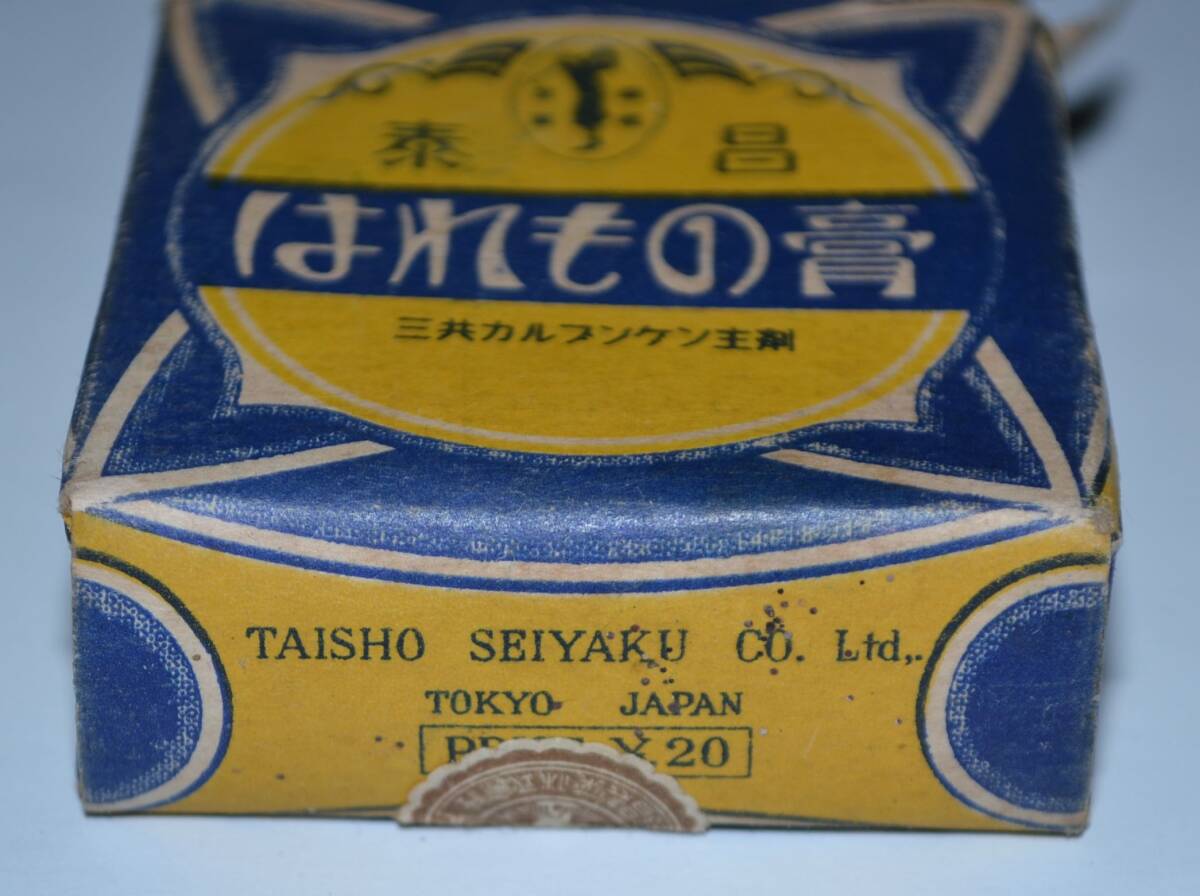 泰昌
はれもの膏
三共カルブンケン主剤
TAISHO SEIYAKU CO. Ltd,.
TOKYO JAPAN
20